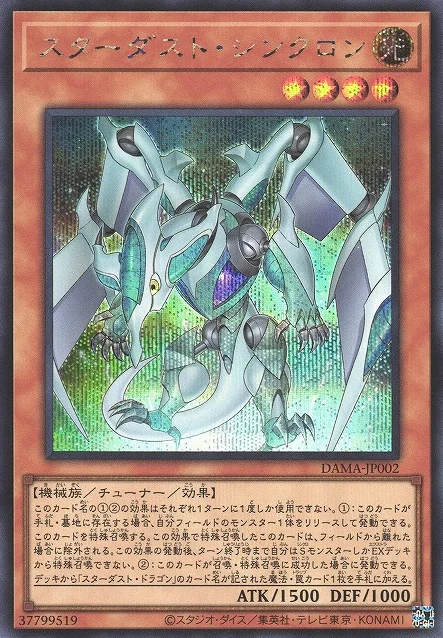 スターダスト・シンクロン 光
DAMA-JP002
【機械族／チューナー／効果】
このカード名の①②の効果はそれぞれ1ターンに1度しか使用できない。①：このカードが
手札・墓地に存在する場合、自分フィールドのモンスター1体をリリースして発動できる。
このカードを特殊召喚する。この効果で特殊召喚したこのカードは、フィールドから離れた
場合に除外される。この効果の発動後、ターン終了時まで自分はSモンスターしかEXデッキ
から特殊召喚できない。②：このカードが召喚・特殊召喚に成功した場合に発動できる。
デッキから「スターダスト・ドラゴン」のカード名が記された魔法・罠カード1枚を手札に加える。
ATK/1500 DEF/1000
37799519 ©スタジオ・ダイス／集英社・テレビ東京・KONAMI